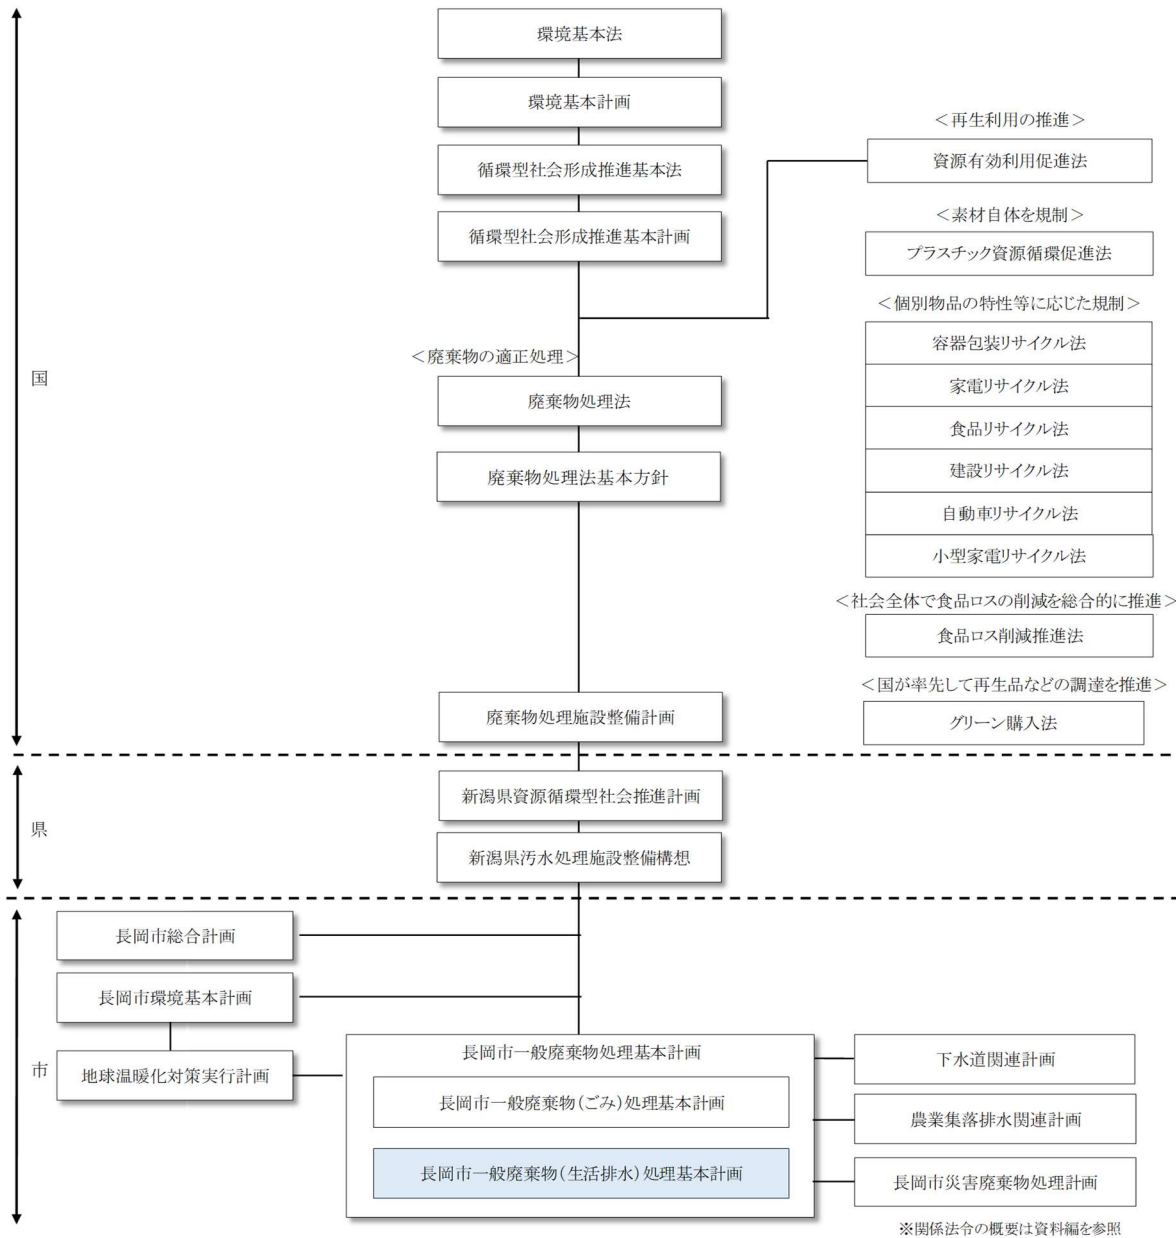 国
環境基本法
環境基本計画
循環型社会形成推進基本法
循環型社会形成推進基本計画
＜廃棄物の適正処理＞
廃棄物処理法
廃棄物処理法基本方針
廃棄物処理施設整備計画
＜再生利用の推進＞
資源有効利用促進法
＜素材自体を規制＞
プラスチック資源循環促進法
＜個別物品の特性等に応じた規制＞
容器包装リサイクル法
家電リサイクル法
食品リサイクル法
建設リサイクル法
自動車リサイクル法
小型家電リサイクル法
＜社会全体で食品ロスの削減を総合的に推進＞
食品ロス削減推進法
＜国が率先して再生品などの調達を推進＞
グリーン購入法
県
新潟県資源循環型社会推進計画
新潟県汚水処理施設整備構想
市
長岡市総合計画
長岡市環境基本計画
地球温暖化対策実行計画
長岡市一般廃棄物処理基本計画
長岡市一般廃棄物（ごみ）処理基本計画
長岡市一般廃棄物（生活排水）処理基本計画
下水道関連計画
農業集落排水関連計画
長岡市災害廃棄物処理計画
※関係法令の概要は資料編を参照